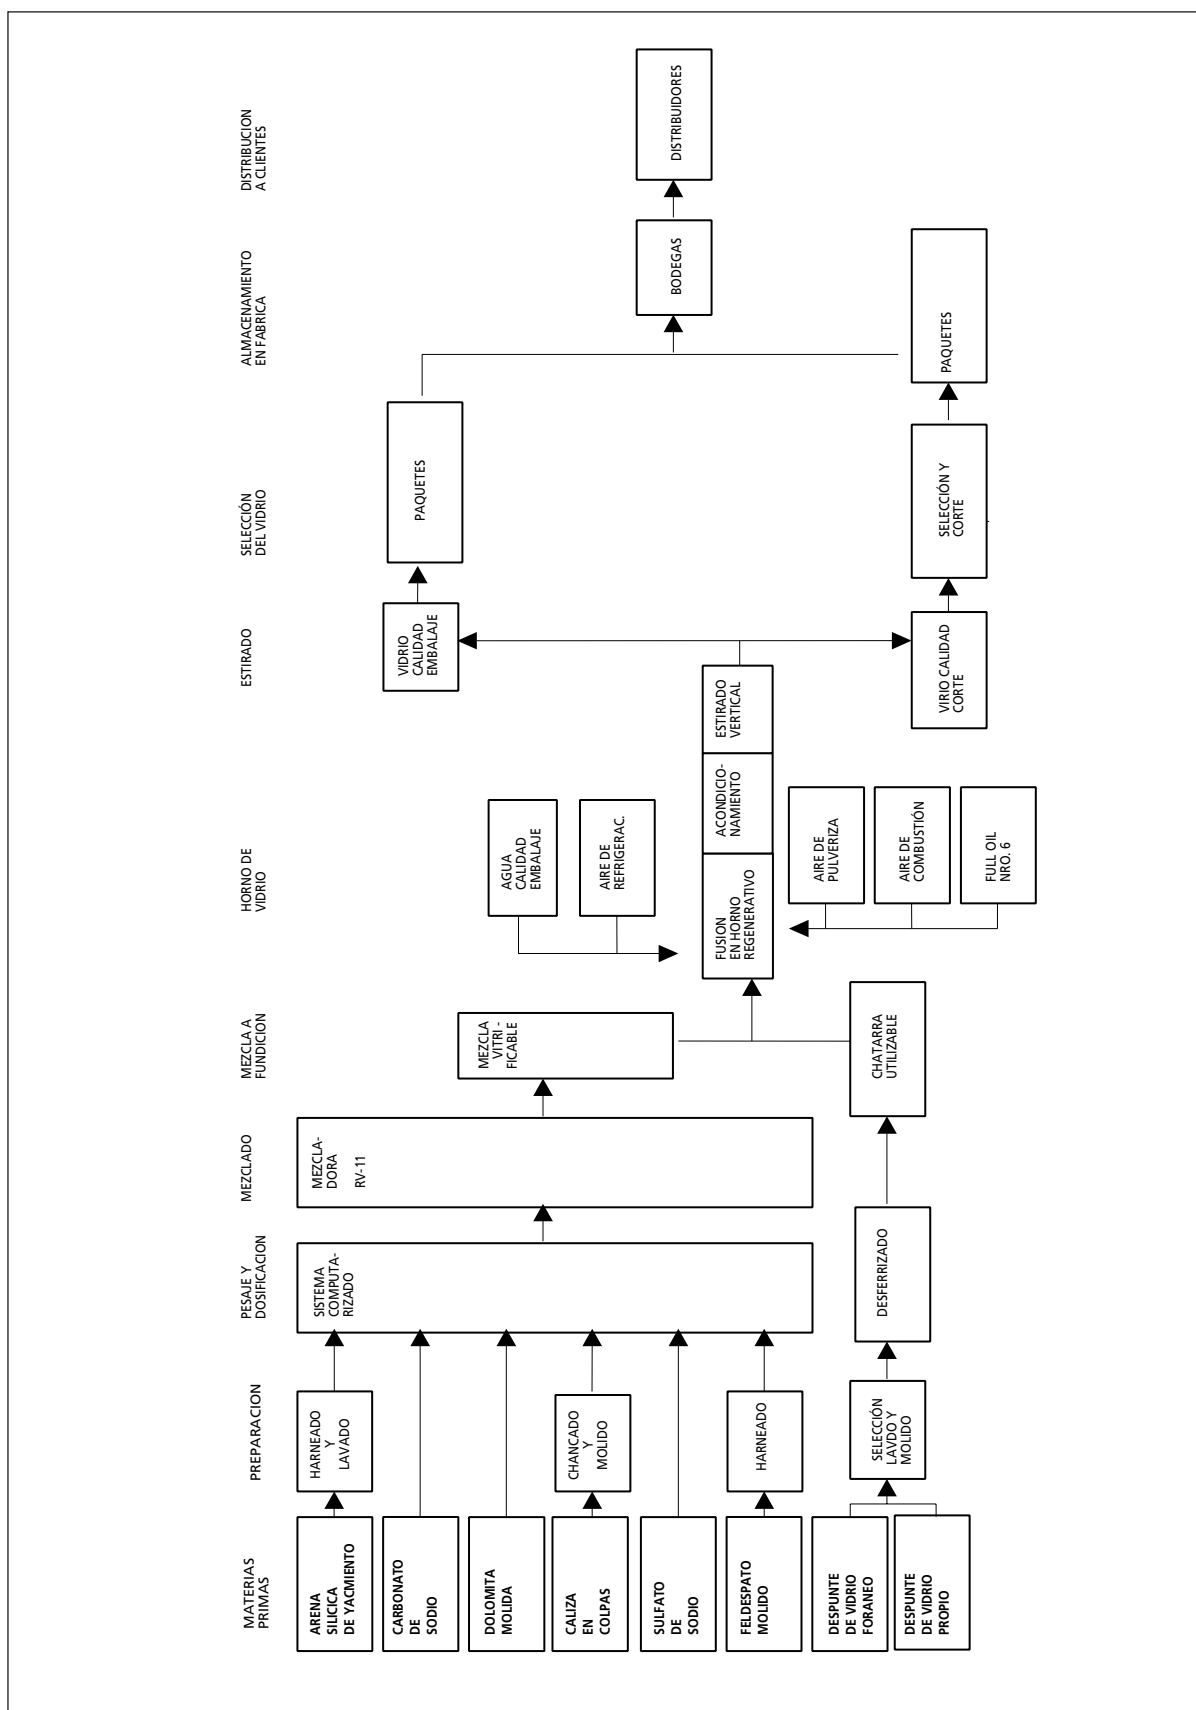 MATERIAS
PRIMAS
PREPARACION
PESAJE Y
DOSIFICACION
MEZCLADO
MEZCLA A
FUNDICION
HORNO DE
VIDRIO
ESTIRADO
SELECCIÓN
DEL VIDRIO
ALMACENAMIENTO
EN FABRICA
DISTRIBUCION
A CLIENTES
ARENA
SILICICA
DE YACMIENTO
HARNEADO
Y
LAVADO
CARBONATO
DE
SODIO
DOLOMITA
MOLIDA
CALIZA
EN
COLPAS
CHANCADO
Y
MOLIDO
SULFATO
DE
SODIO
FELDESPATO
MOLIDO
HARNEADO
DESPUNTE
DE VIDRIO
FORANEO
DESPUNTE
DE VIDRIO
PROPIO
SELECCIÓN
LAVDO Y
MOLIDO
SISTEMA
COMPUTA-
RIZADO
DESFERRIZADO
MEZCLA-
DORA
RV-11
MEZCLA
VITRI -
FICABLE
CHATARRA
UTILIZABLE
AGUA
CALIDAD
EMBALAJE
AIRE DE
REFRIGERAC.
FUSION
EN HORNO
REGENERATIVO
ACONDICIO-
NAMIENTO
ESTIRADO
VERTICAL
AIRE DE
PULVERIZA
AIRE DE
COMBUSTIÓN
FULL OIL
NRO. 6
VIDRIO
CALIDAD
EMBALAJE
VIRIO CALIDAD
CORTE
PAQUETES
SELECCIÓN Y
CORTE
PAQUETES
BODEGAS
DISTRIBUIDORES